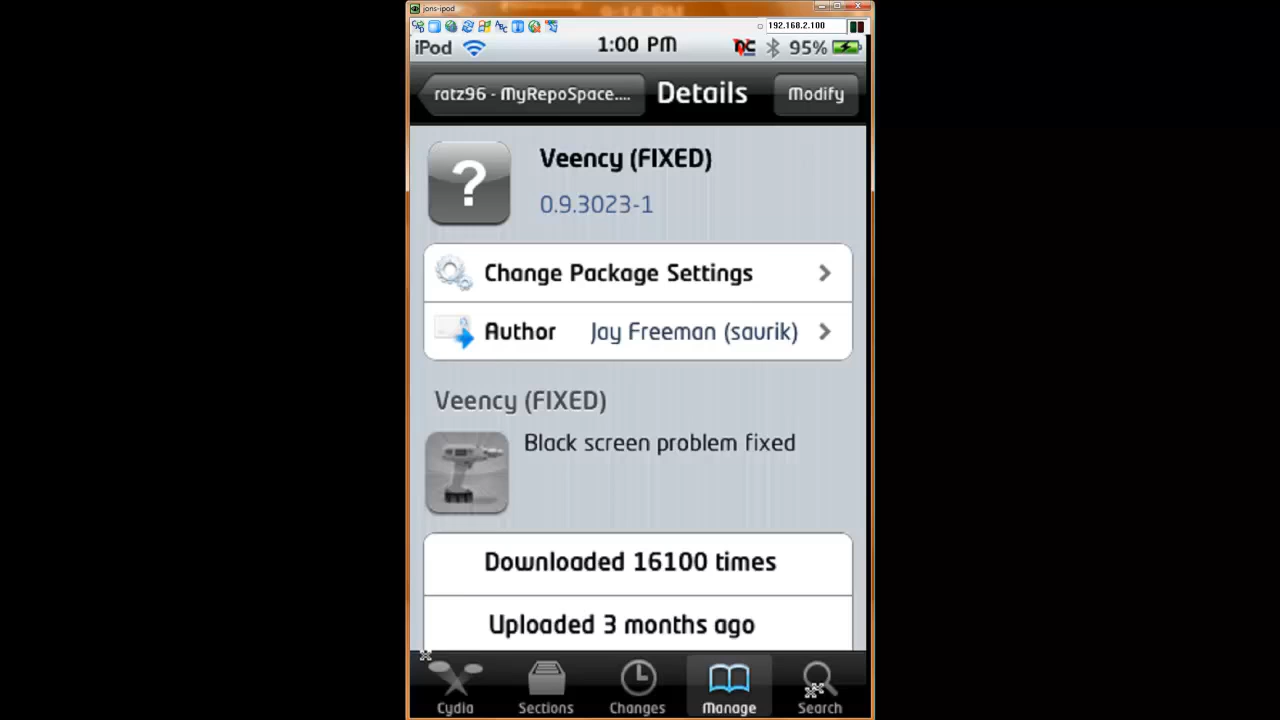 jons-ipod
192.168.2.100
iPod 1:00 PM 95%
ratz96 - MyRepoSpace.... Details Modify
Veency (FIXED)
0.9.3023-1
Change Package Settings
Author Jay Freeman (saurik)
Veency (FIXED)
Black screen problem fixed
Downloaded 16100 times
Uploaded 3 months ago
Cydia Sections Changes Manage Search